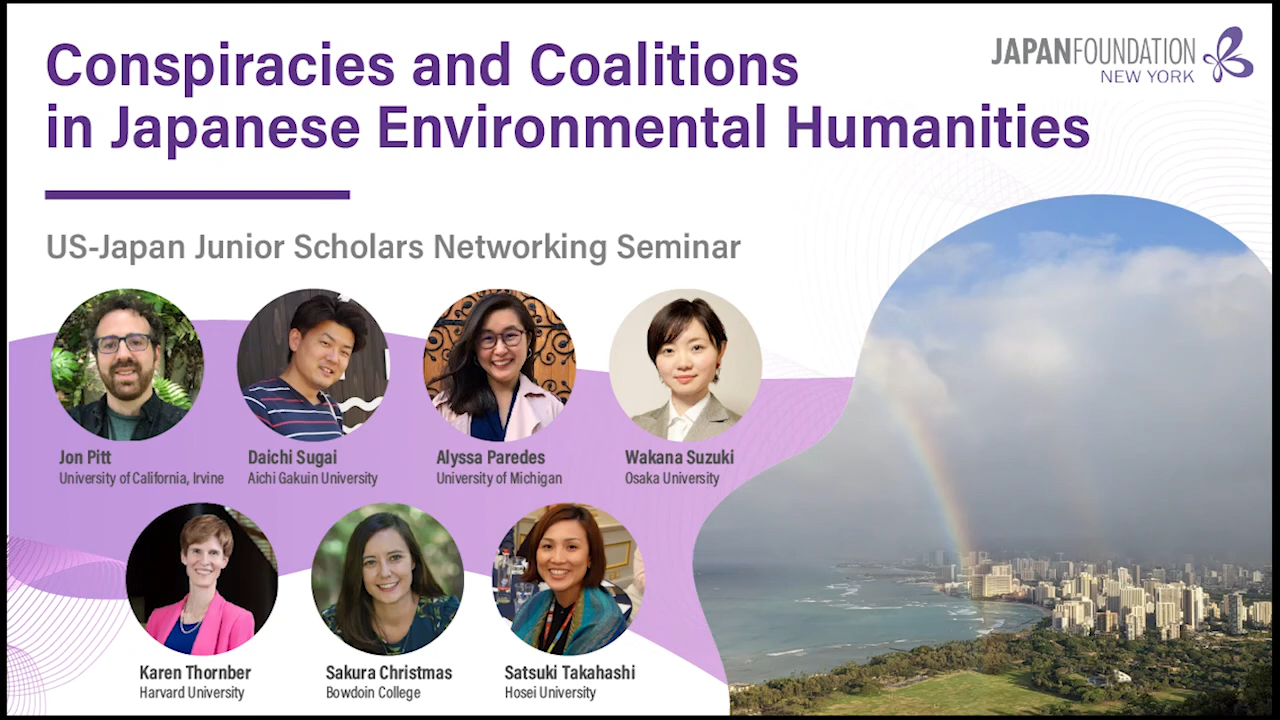 Conspiracies and Coalitions
in Japanese Environmental Humanities
JAPANFOUNDATION
NEW YORK
US-Japan Junior Scholars Networking Seminar
Jon Pitt
University of California, Irvine
Daichi Sugai
Aichi Gakuin University
Alyssa Paredes
University of Michigan
Wakana Suzuki
Osaka University
Karen Thornber
Harvard University
Sakura Christmas
Bowdoin College
Satsuki Takahashi
Hosei University